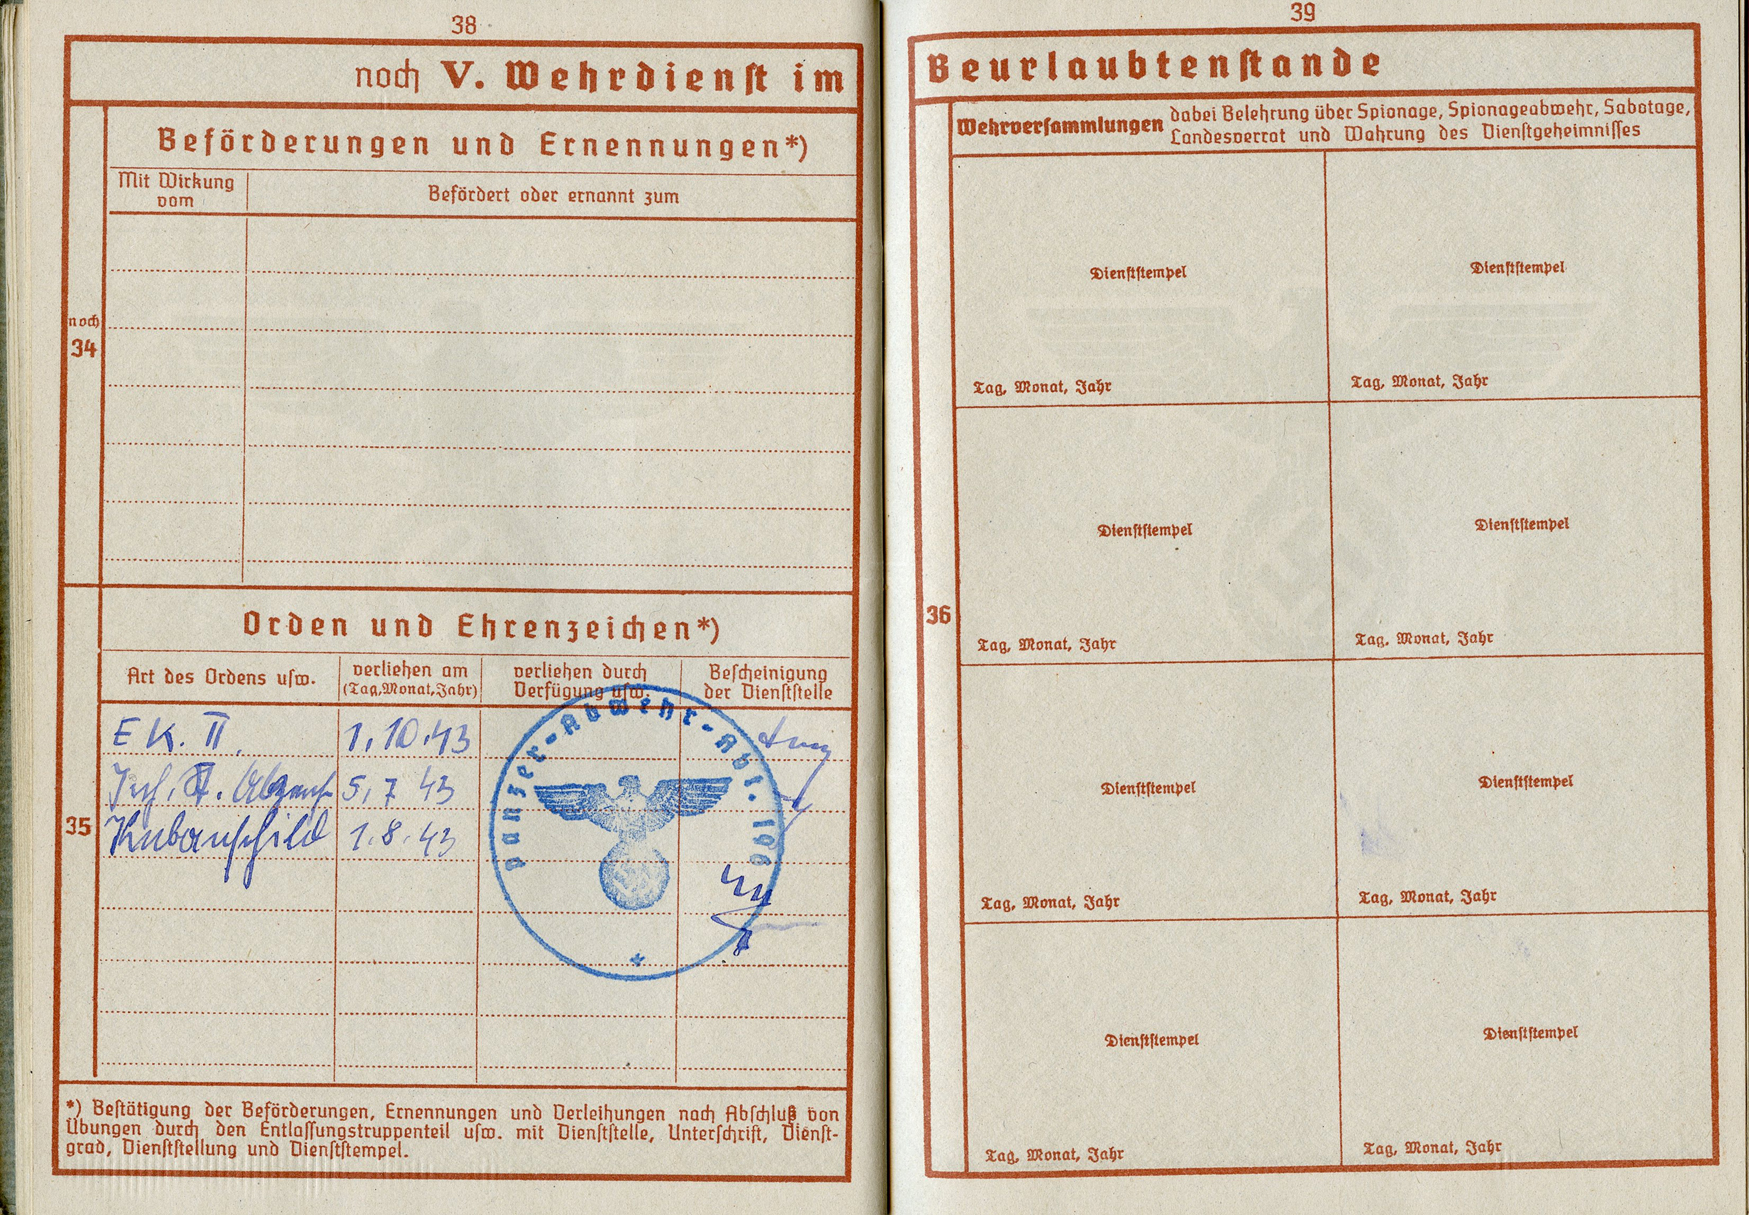 38
noch V. Wehrdienst im
Beförderungen und Ernennungen*)
Mit Wirkung
vom
Befördert oder ernannt zum
noch
34
Orden und Ehrenzeichen*)
Art des Ordens usw.
verliehen am
(Tag, Monat, Jahr)
verliehen durch
Verfügung usw.
Bescheinigung
der Dienststelle
35
E K. II. 1.10.43
Inf. St. Abzeich. 5.7 43
Kubanschild 1.8.43
Panzer-Abwehr-Abt. 198
*) Bestätigung der Beförderungen, Ernennungen und Verleihungen nach Abschluß von
Übungen durch den Entlassungstruppenteil usw. mit Dienststelle, Unterschrift, Dienst-
grad, Dienststellung und Dienststempel.
39
Beurlaubtenstande
Wehrversammlungen dabei Belehrung über Spionage, Spionageabwehr, Sabotage,
Landesverrat und Wahrung des Dienstgeheimnisses
36
Dienststempel Dienststempel
Tag, Monat, Jahr Tag, Monat, Jahr
Dienststempel Dienststempel
Tag, Monat, Jahr Tag, Monat, Jahr
Dienststempel Dienststempel
Tag, Monat, Jahr Tag, Monat, Jahr
Dienststempel Dienststempel
Tag, Monat, Jahr Tag, Monat, Jahr